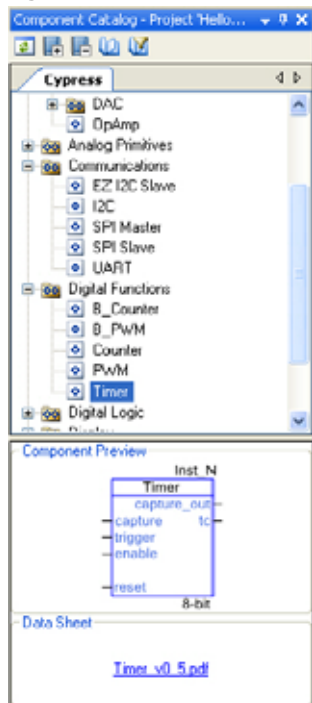 Component Catalog - Project 'Hello...
Cypress
DAC
OpAmp
Analog Primitives
Communications
EZ I2C Slave
I2C
SPI Master
SPI Slave
UART
Digital Functions
B_Counter
B_PWM
Counter
PWM
Timer
Digital Logic
Component Preview
Inst_N
Timer
capture_out
capture tc
trigger
enable
reset
8-bit
Data Sheet
Timer_v0_5.pdf